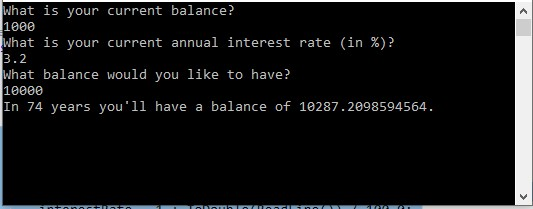 What is your current balance?
1000
What is your current annual interest rate (in %)?
3.2
What balance would you like to have?
10000
In 74 years you'll have a balance of 10287.2098594564.